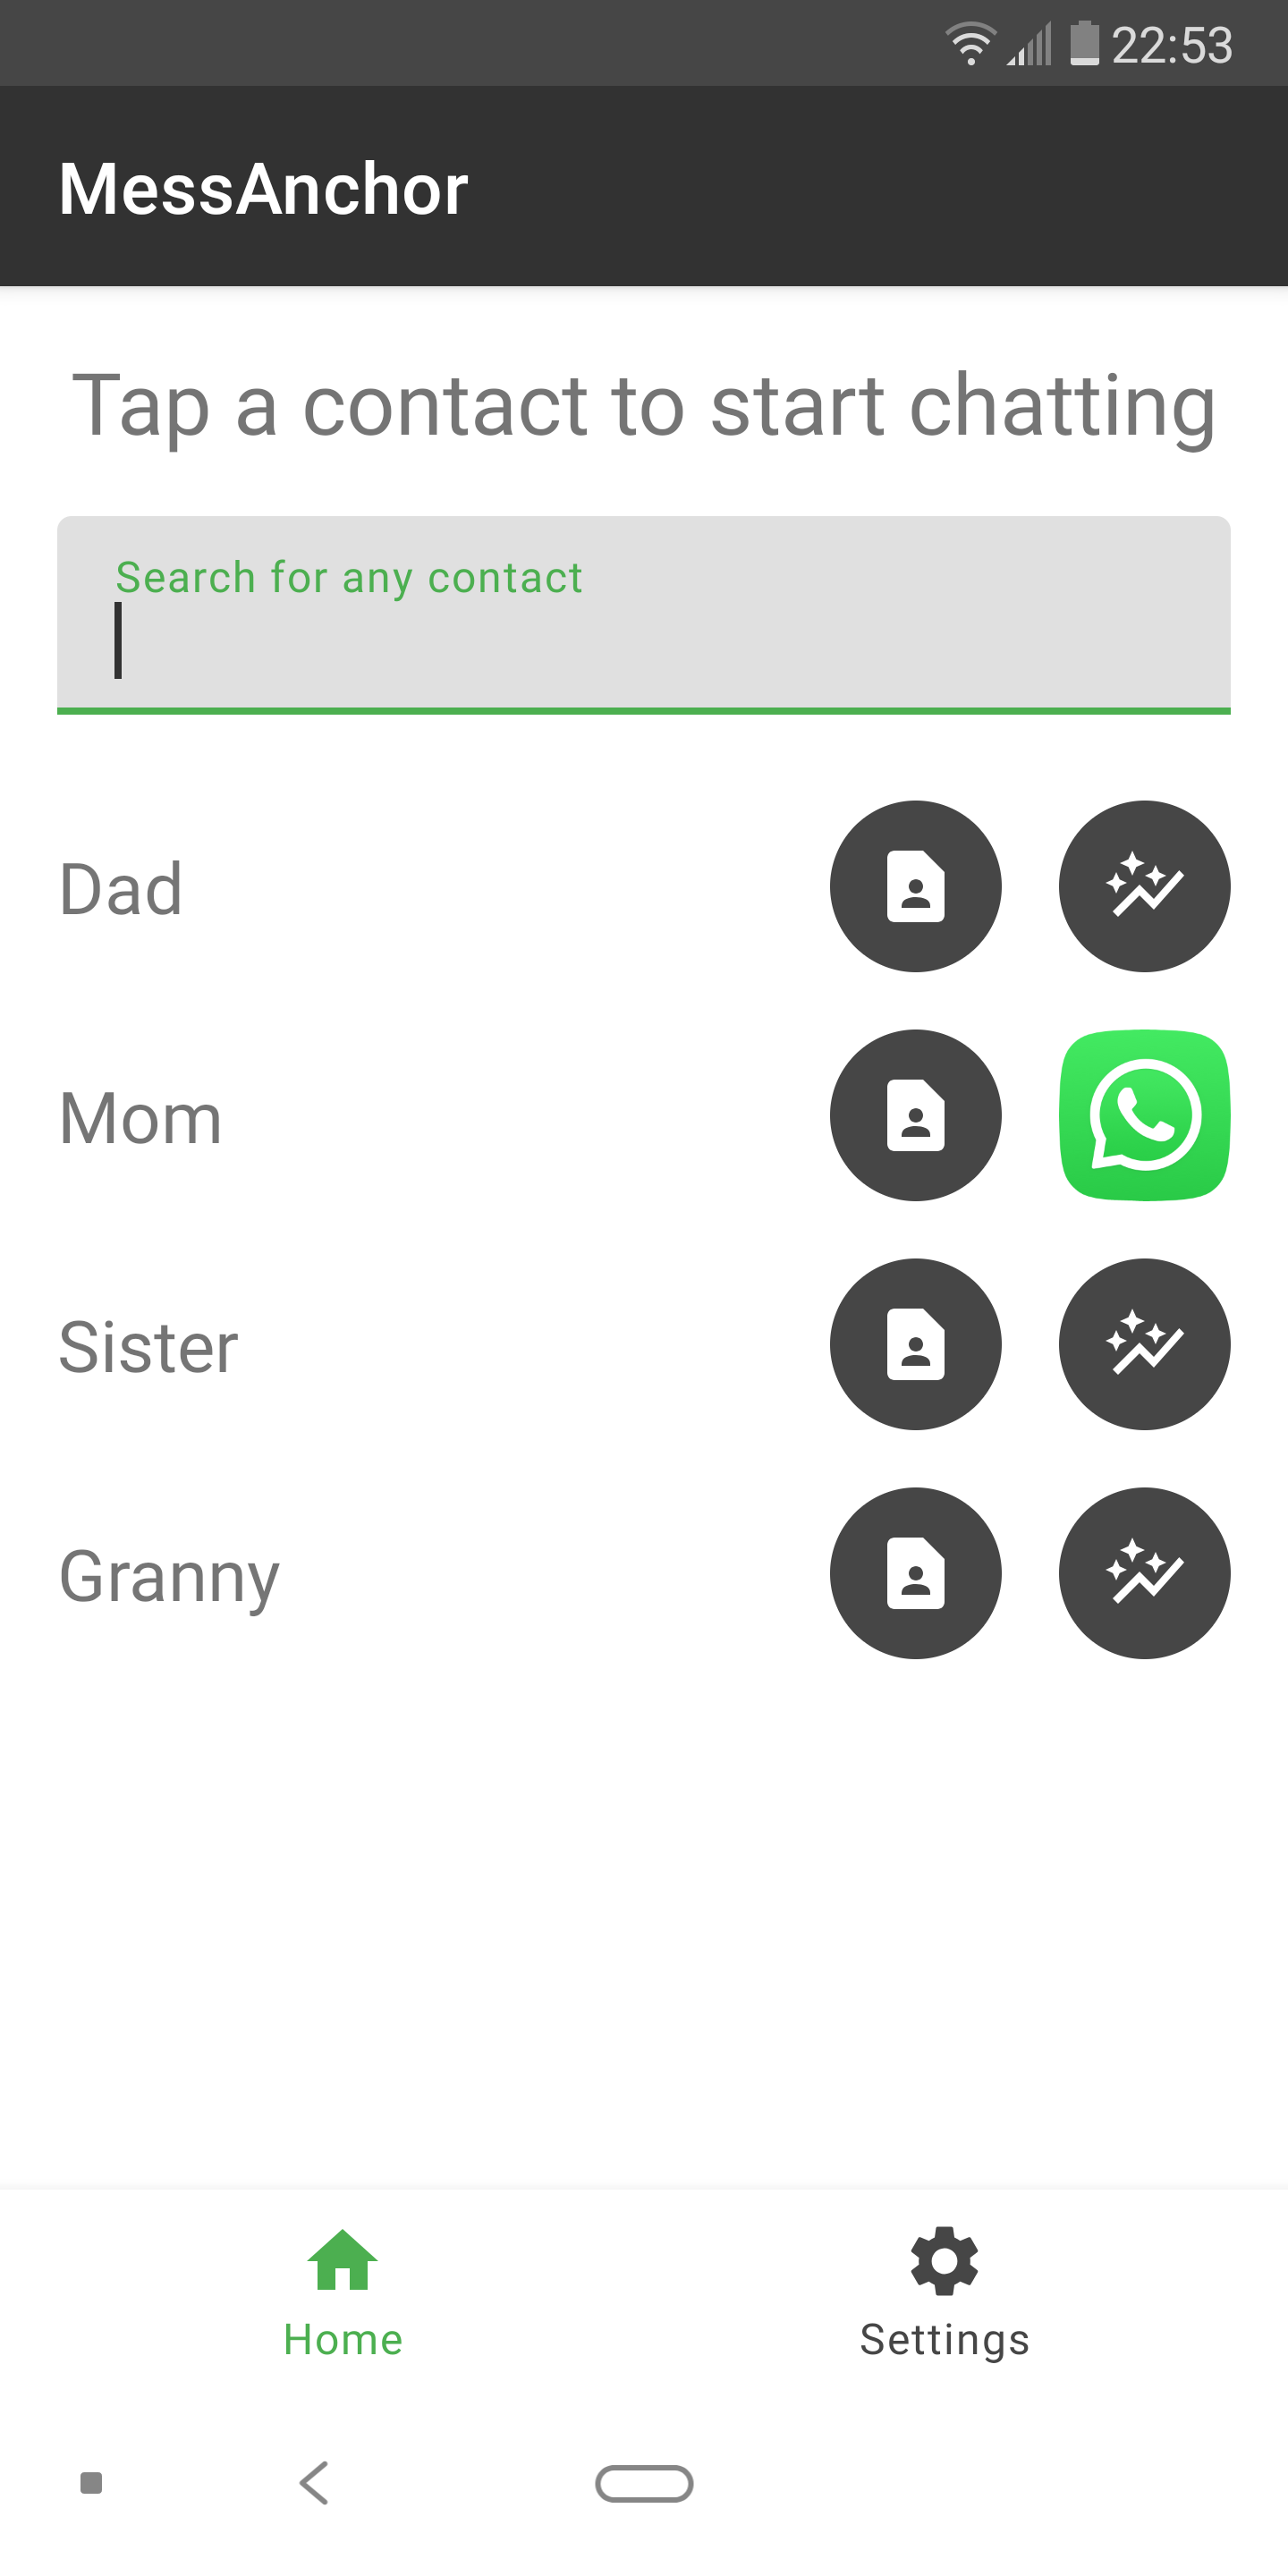 22:53
MessAnchor
Tap a contact to start chatting
Search for any contact
Dad
Mom
Sister
Granny
Home
Settings